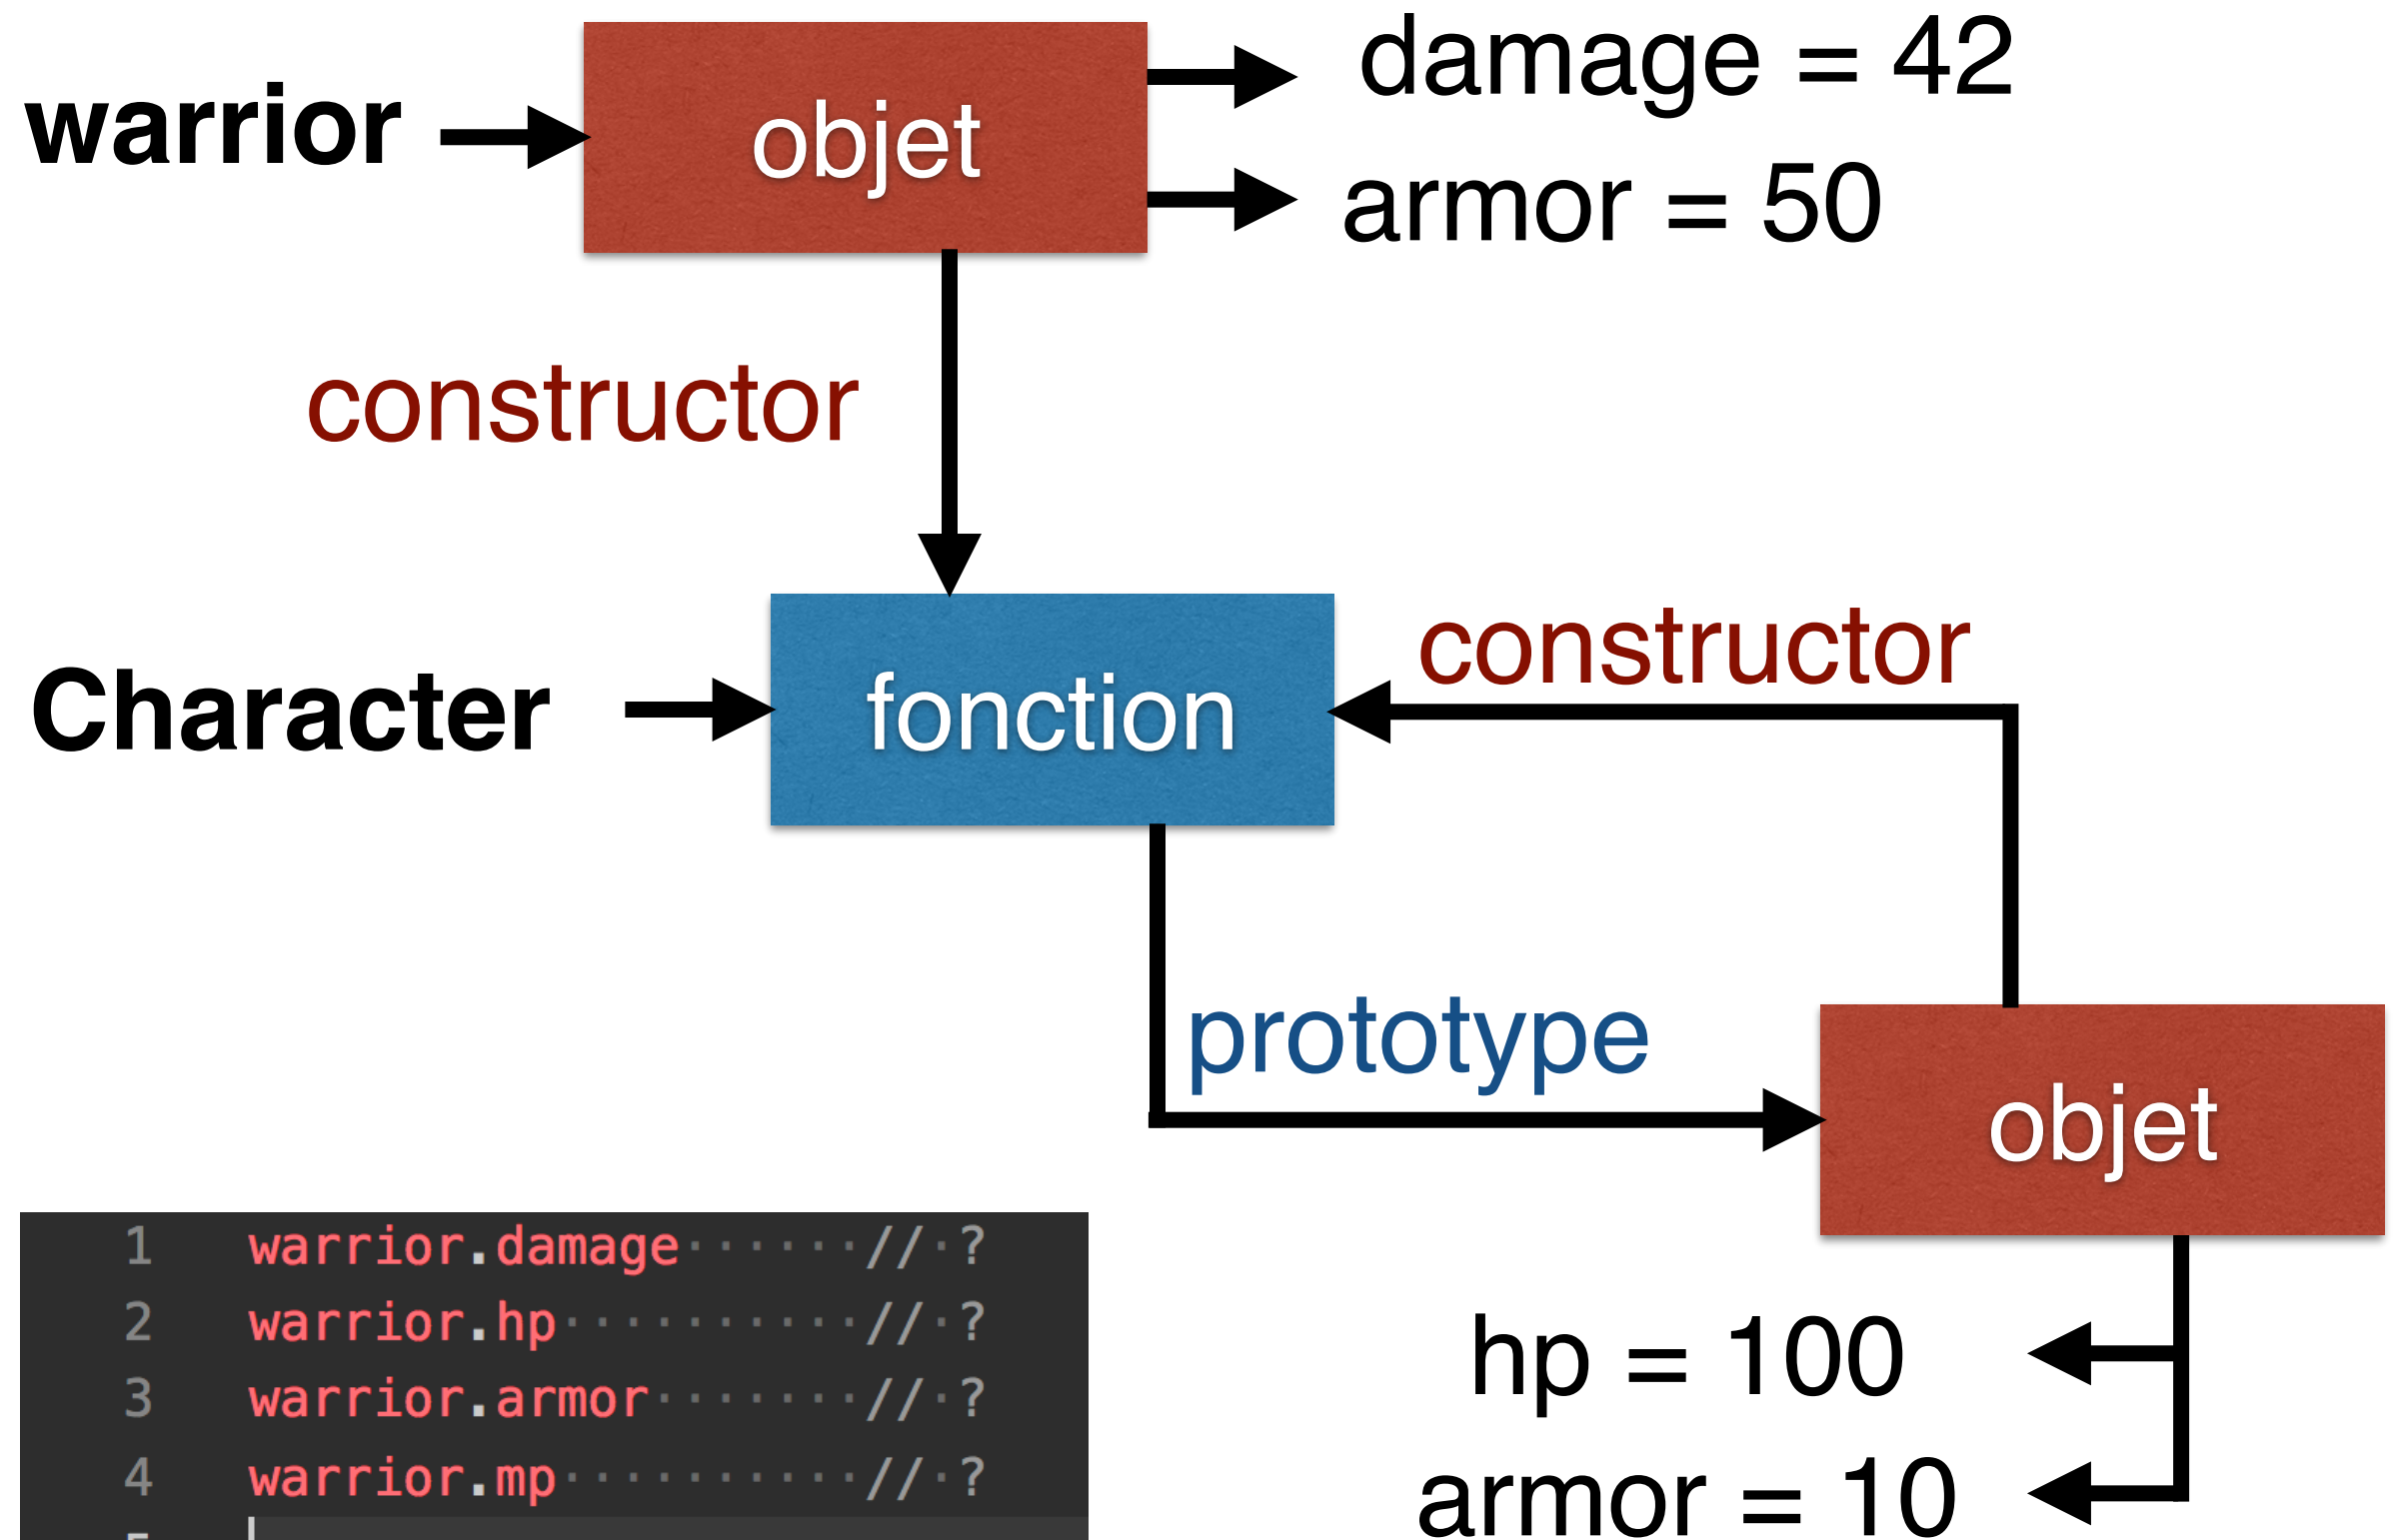 warrior
objet
damage = 42
armor = 50
constructor
Character
fonction
constructor
prototype
objet
hp = 100
armor = 10
1 warrior.damage······//·?
2 warrior.hp··········//·?
3 warrior.armor·······//·?
4 warrior.mp··········//·?